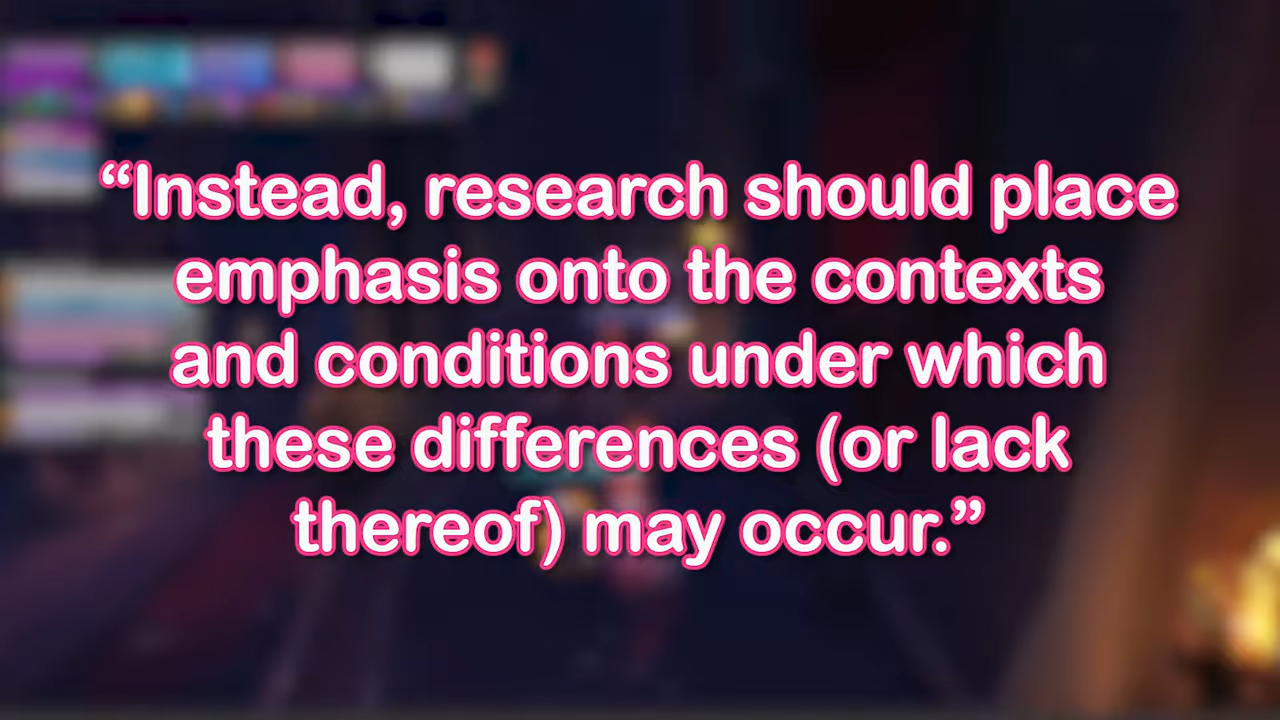 “Instead, research should place
emphasis onto the contexts
and conditions under which
these differences (or lack
thereof) may occur.”